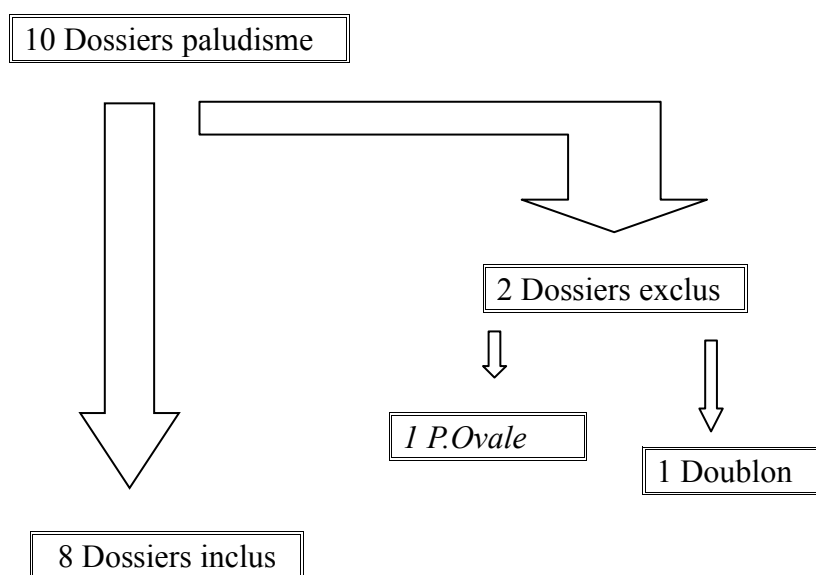 10 Dossiers paludisme
2 Dossiers exclus
1 P.Ovale
1 Doublon
8 Dossiers inclus